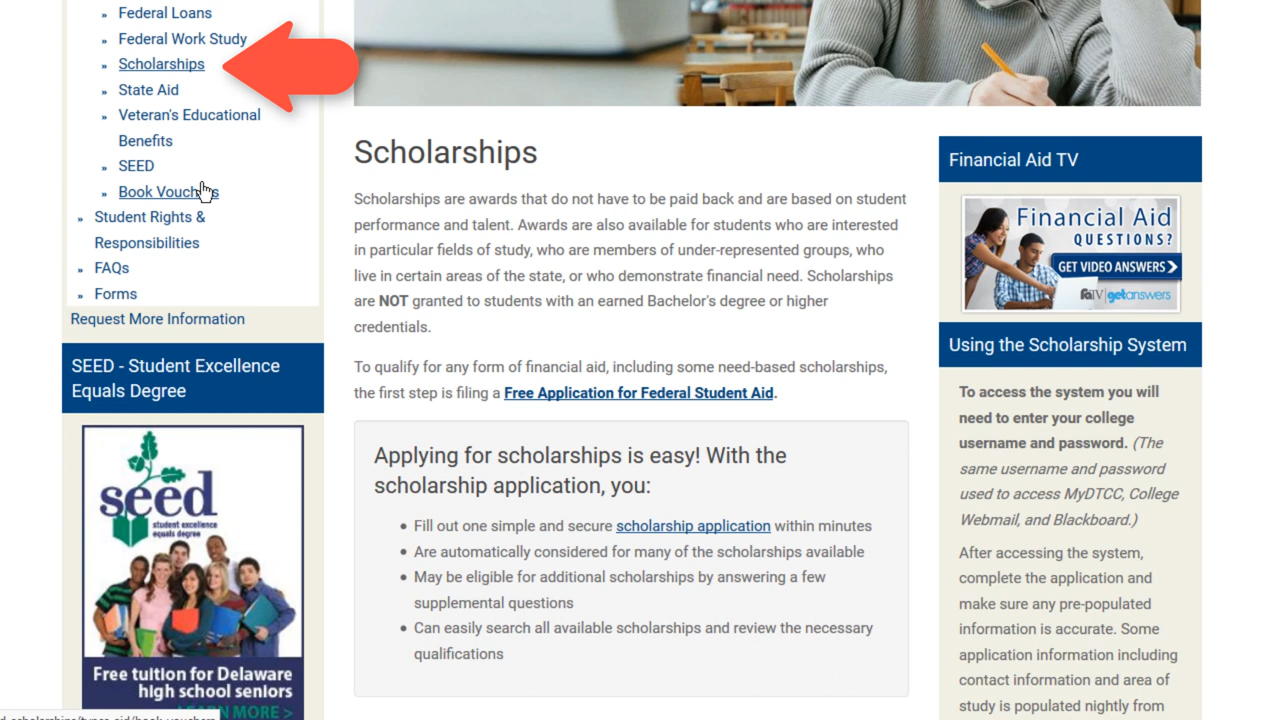 » Federal Loans
» Federal Work Study
» Scholarships
» State Aid
» Veteran's Educational
Benefits
» SEED
» Book Vouchers
» Student Rights &
Responsibilities
» FAQs
» Forms
Request More Information
SEED - Student Excellence
Equals Degree
seed
student excellence
equals degree
Free tuition for Delaware
high school seniors
LEARN MORE >
Scholarships
Scholarships are awards that do not have to be paid back and are based on student
performance and talent. Awards are also available for students who are interested
in particular fields of study, who are members of under-represented groups, who
live in certain areas of the state, or who demonstrate financial need. Scholarships
are NOT granted to students with an earned Bachelor's degree or higher
credentials.
To qualify for any form of financial aid, including some need-based scholarships,
the first step is filing a Free Application for Federal Student Aid.
Applying for scholarships is easy! With the
scholarship application, you:
• Fill out one simple and secure scholarship application within minutes
• Are automatically considered for many of the scholarships available
• May be eligible for additional scholarships by answering a few
supplemental questions
• Can easily search all available scholarships and review the necessary
qualifications
Financial Aid TV
Financial Aid
QUESTIONS?
GET VIDEO ANSWERS
faTV | getanswers
Using the Scholarship System
To access the system you will
need to enter your college
username and password. (The
same username and password
used to access MyDTCC, College
Webmail, and Blackboard.)
After accessing the system,
complete the application and
make sure any pre-populated
information is accurate. Some
application information including
contact information and area of
study is populated nightly from